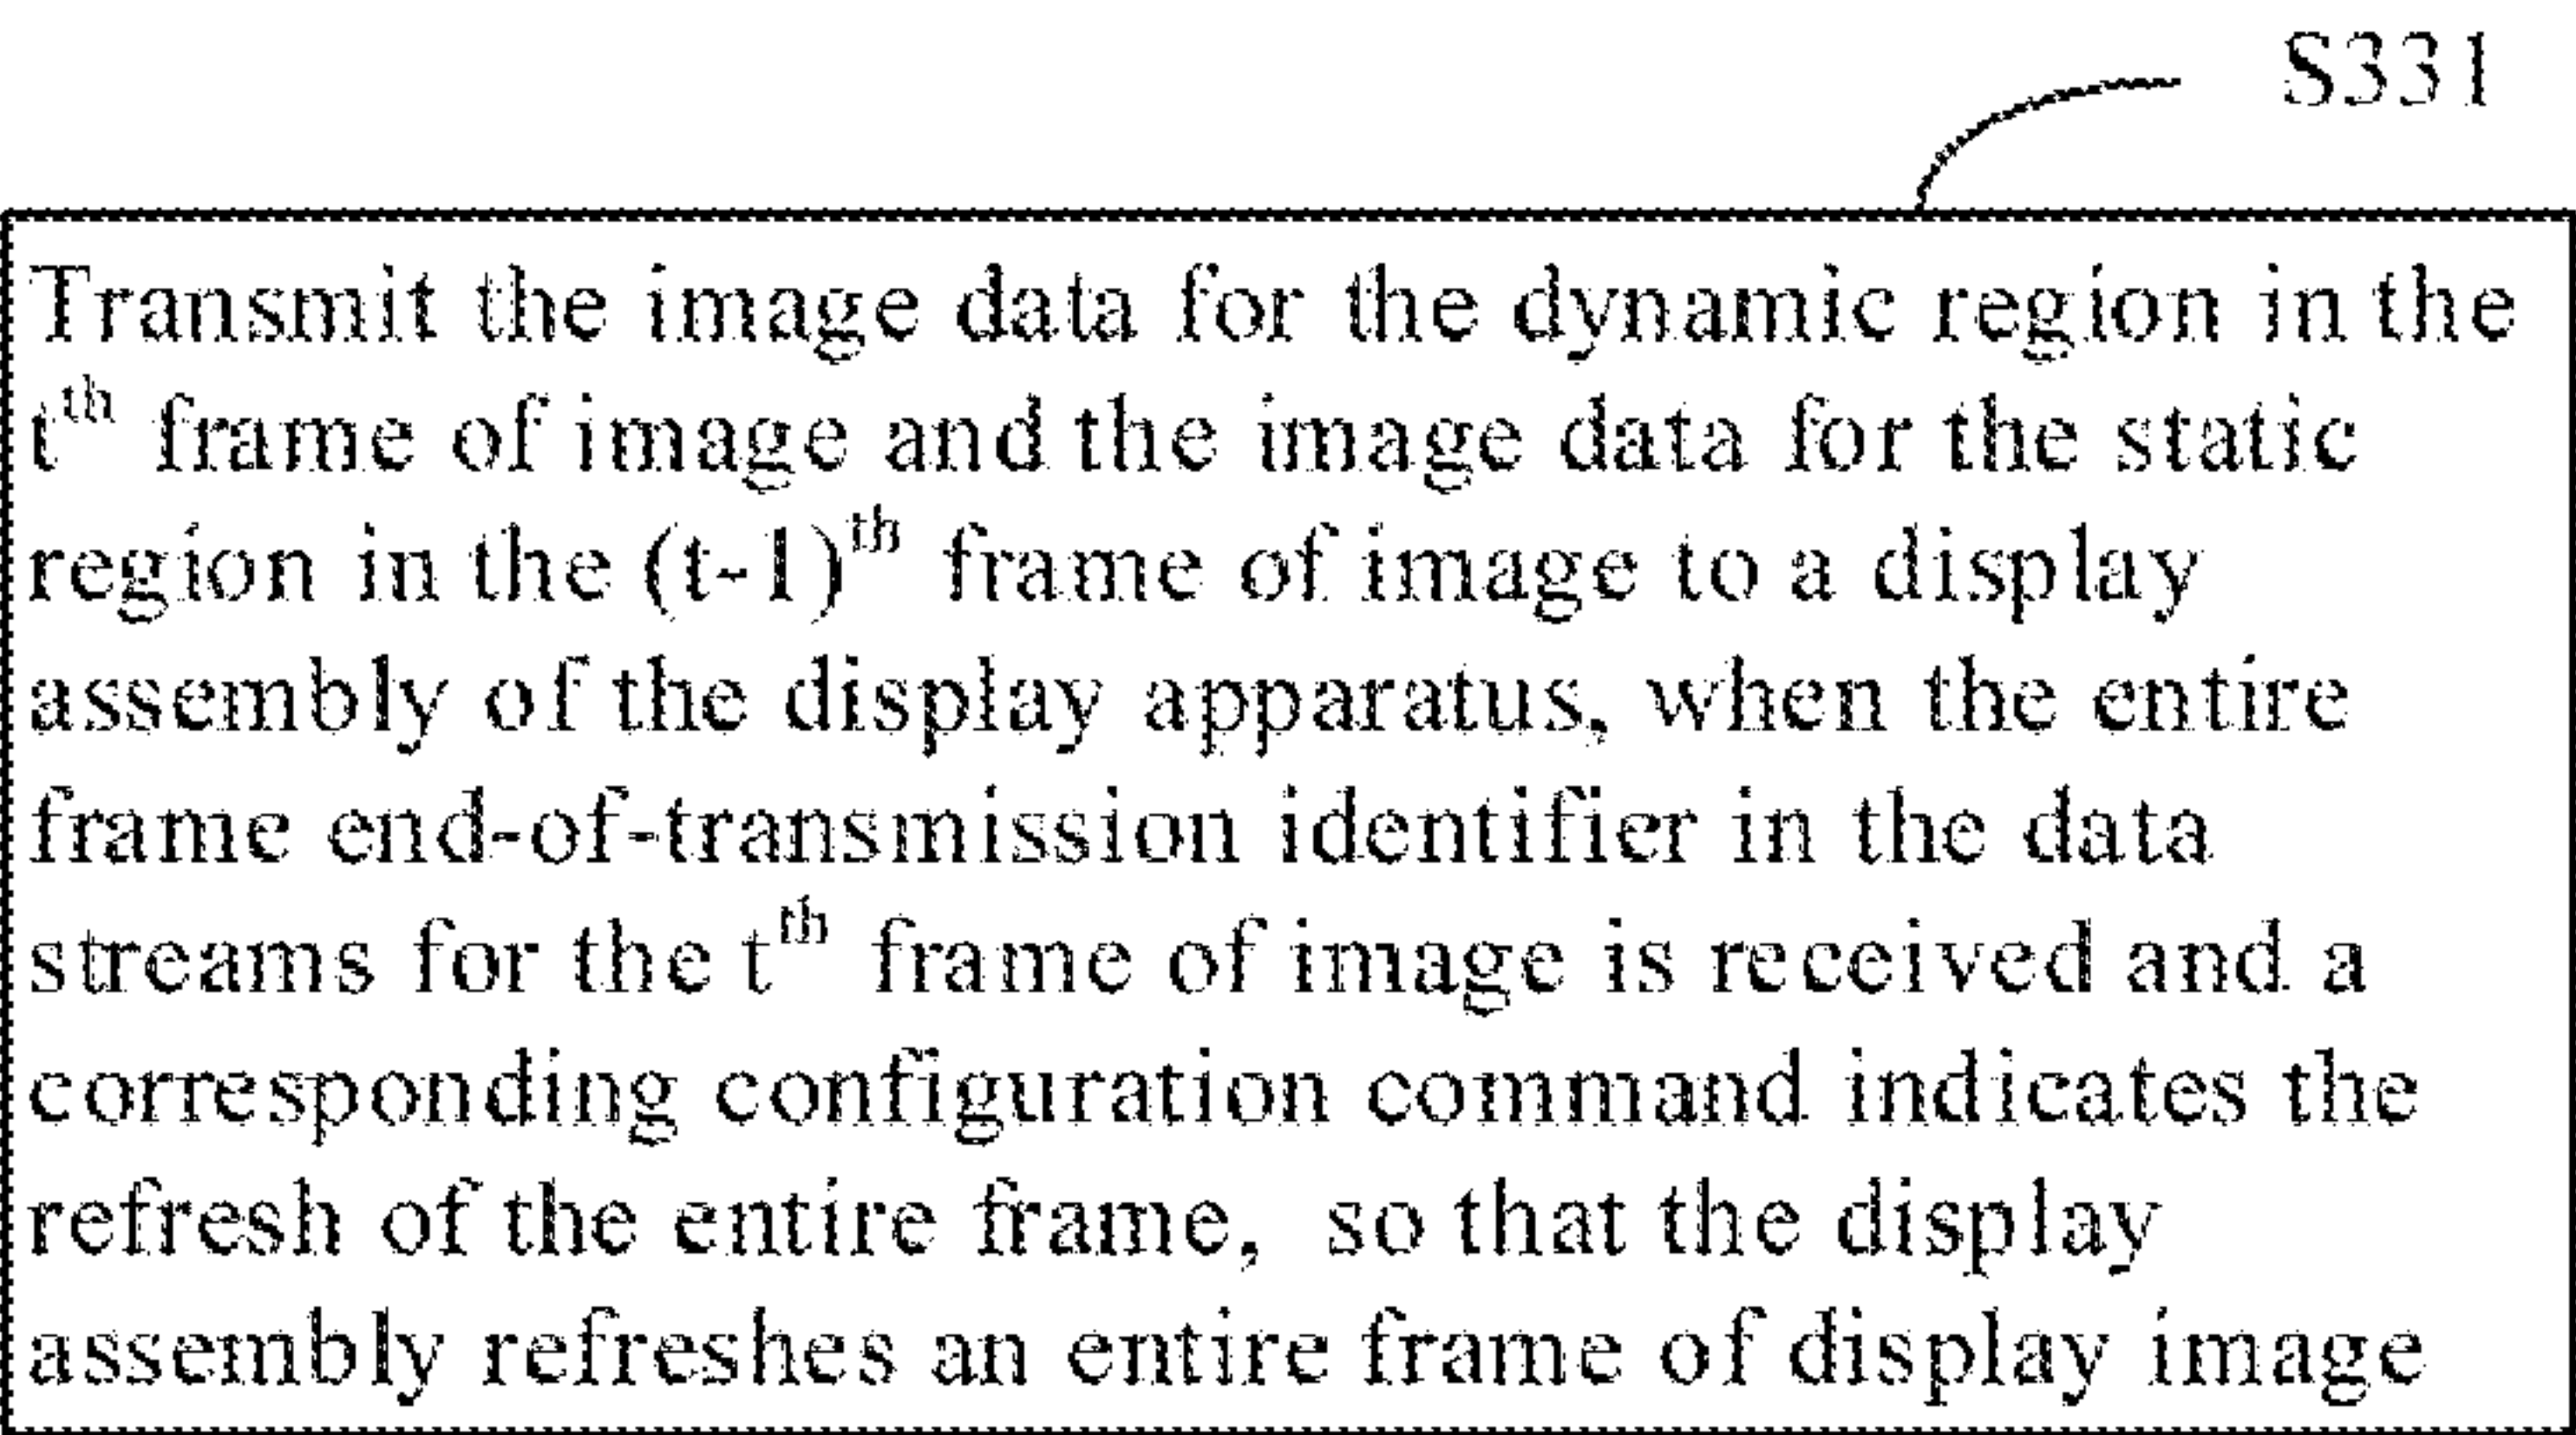 S331
Transmit the image data for the dynamic region in the
tth frame of image and the image data for the static
region in the (t-1)th frame of image to a display
assembly of the display apparatus, when the entire
frame end-of-transmission identifier in the data
streams for the tth frame of image is received and a
corresponding configuration command indicates the
refresh of the entire frame, so that the display
assembly refreshes an entire frame of display image